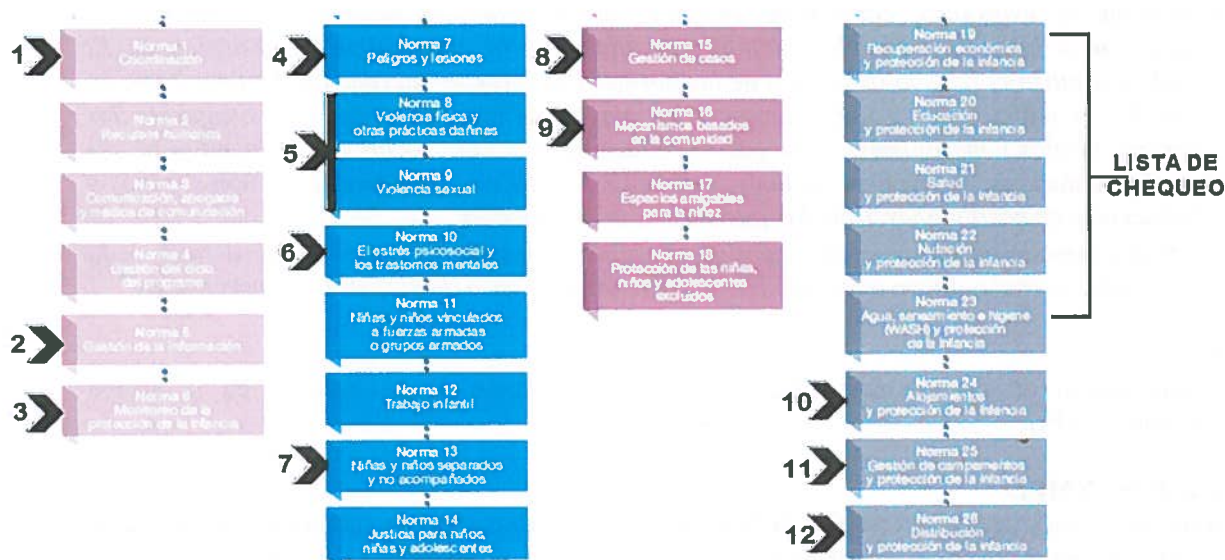 1
Norma 1
Coordinación
Norma 2
Recursos humanos
Norma 3
Comunicación, abogacía
y medios de comunicación
Norma 4
Gestión del ciclo
del programa
2
Norma 5
Gestión de la información
3
Norma 6
Monitoreo de la
protección de la infancia
4
Norma 7
Peligros y lesiones
5
Norma 8
Violencia física y
otras prácticas dañinas
Norma 9
Violencia sexual
6
Norma 10
El estrés psicosocial y
los trastornos mentales
Norma 11
Niñas y niños vinculados
a fuerzas armadas
o grupos armados
Norma 12
Trabajo infantil
7
Norma 13
Niñas y niños separados
y no acompañados
Norma 14
Justicia para niños,
niñas y adolescentes
8
Norma 15
Gestión de casos
9
Norma 16
Mecanismos basados
en la comunidad
Norma 17
Espacios amigables
para la niñez
Norma 18
Protección de las niñas,
niños y adolescentes
excluidos
Norma 19
Recuperación económica
y protección de la infancia
Norma 20
Educación
y protección de la infancia
Norma 21
Salud
y protección de la infancia
Norma 22
Nutrición
y protección de la infancia
Norma 23
Agua, saneamiento e higiene
(WASH) y protección
de la infancia
10
Norma 24
Alojamientos
y protección de la infancia
11
Norma 25
Gestión de campamentos
y protección de la infancia
12
Norma 26
Distribución
y protección de la infancia
LISTA DE
CHEQUEO